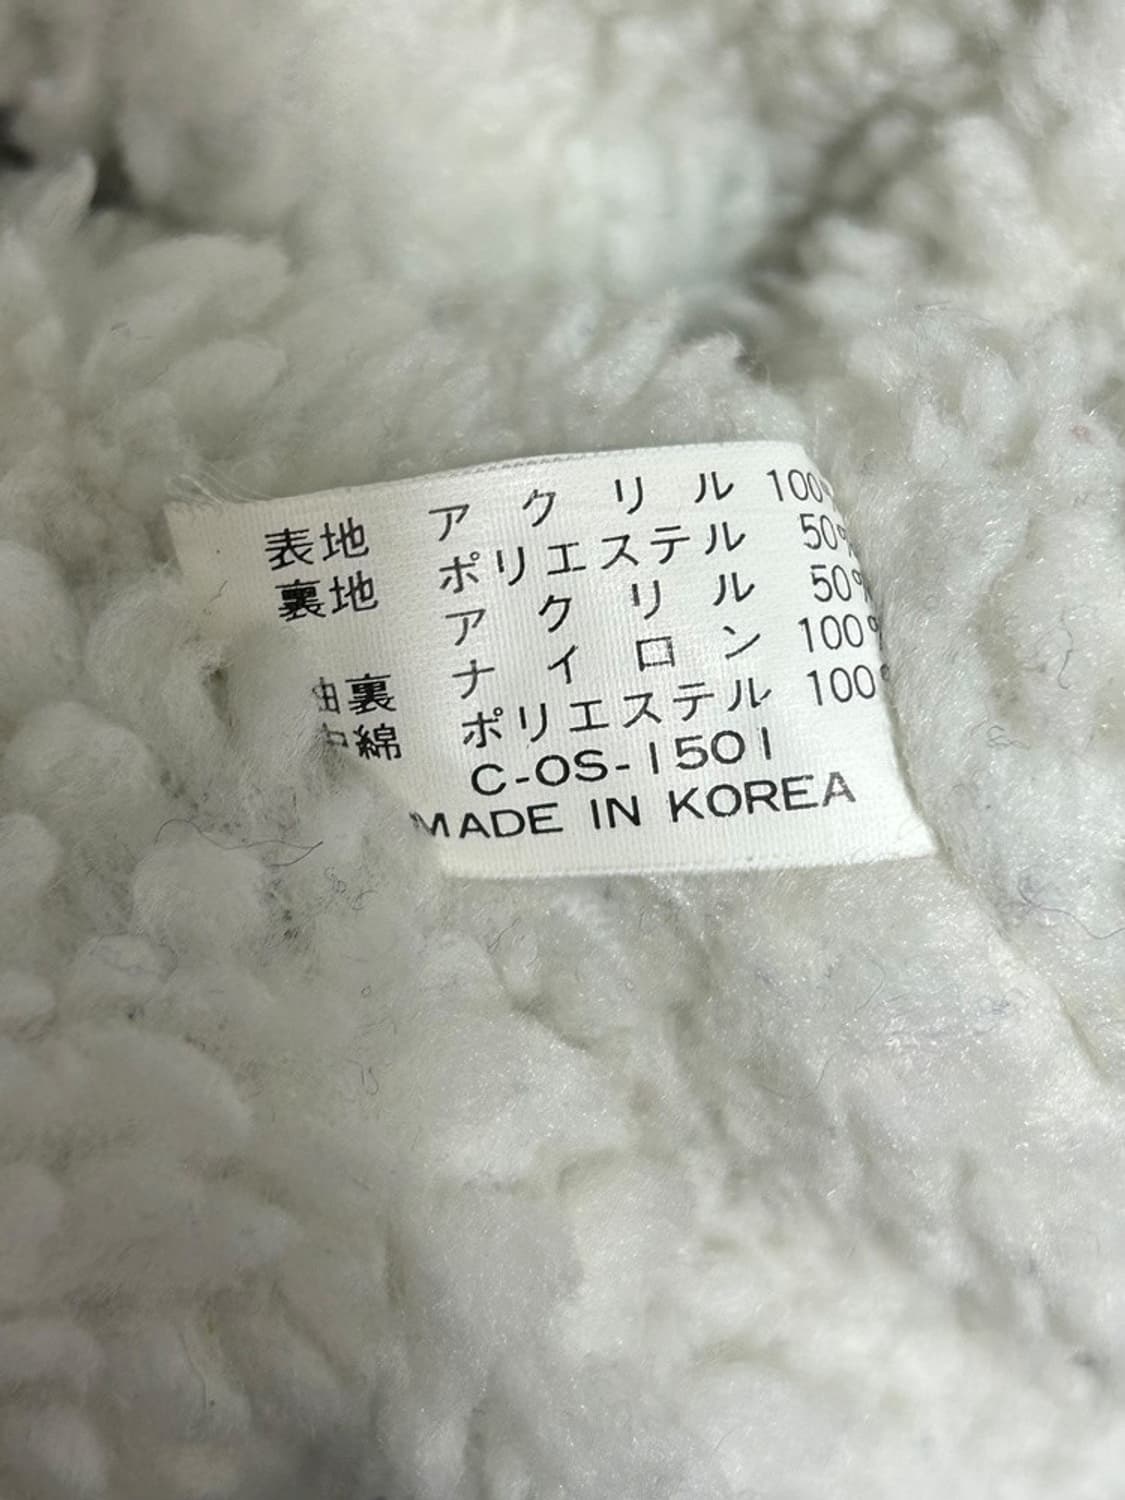 表地 アクリル 100%
裏地 ポリエステル 50%
アクリル 50%
袖裏 ナイロン 100%
中綿 ポリエステル 100%
C-OS-1501
MADE IN KOREA